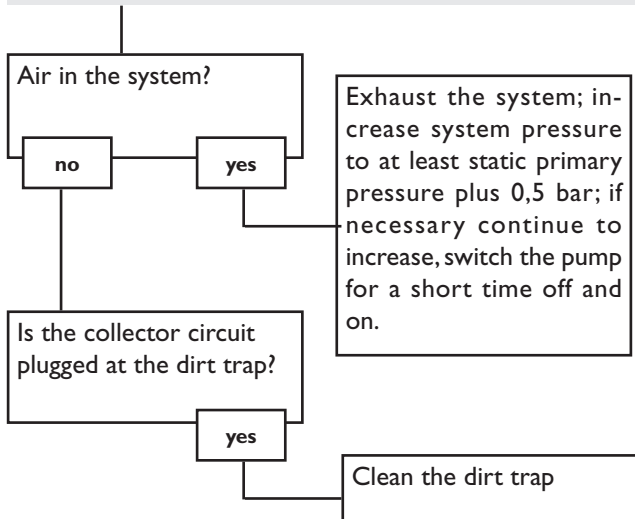 Air in the system?
no
yes
Exhaust the system; in-
crease system pressure
to at least static primary
pressure plus 0,5 bar; if
necessary continue to
increase, switch the pump
for a short time off and
on.
Is the collector circuit
plugged at the dirt trap?
yes
Clean the dirt trap